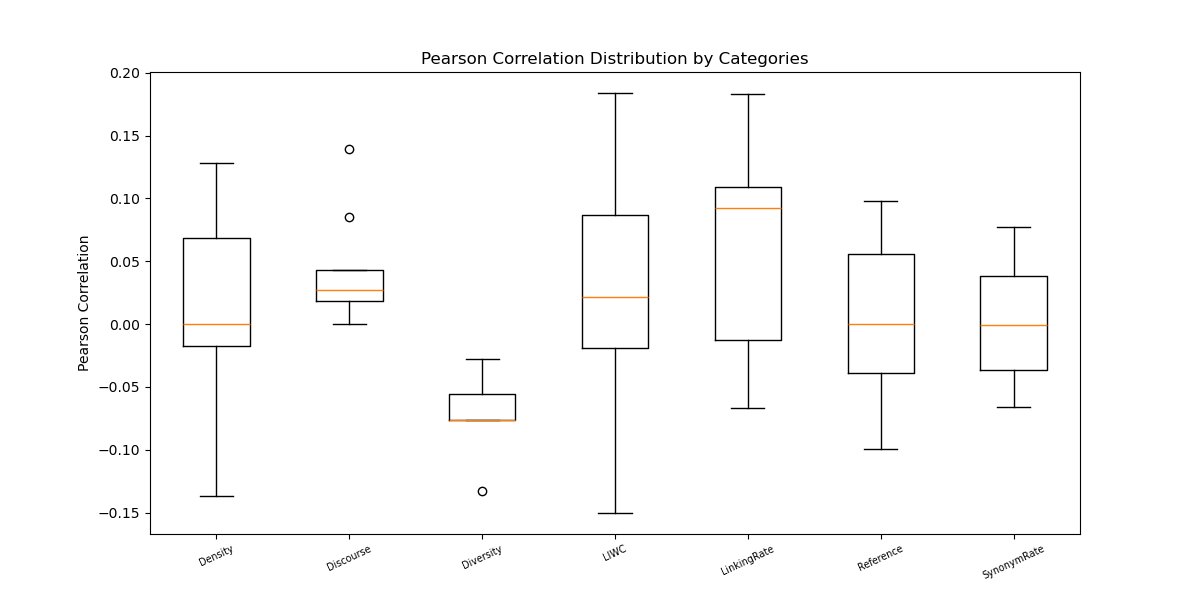 Pearson Correlation Distribution by Categories
Pearson Correlation
0.20
0.15
0.10
0.05
0.00
−0.05
−0.10
−0.15
Density
Discourse
Diversity
LIWC
LinkingRate
Reference
SynonymRate